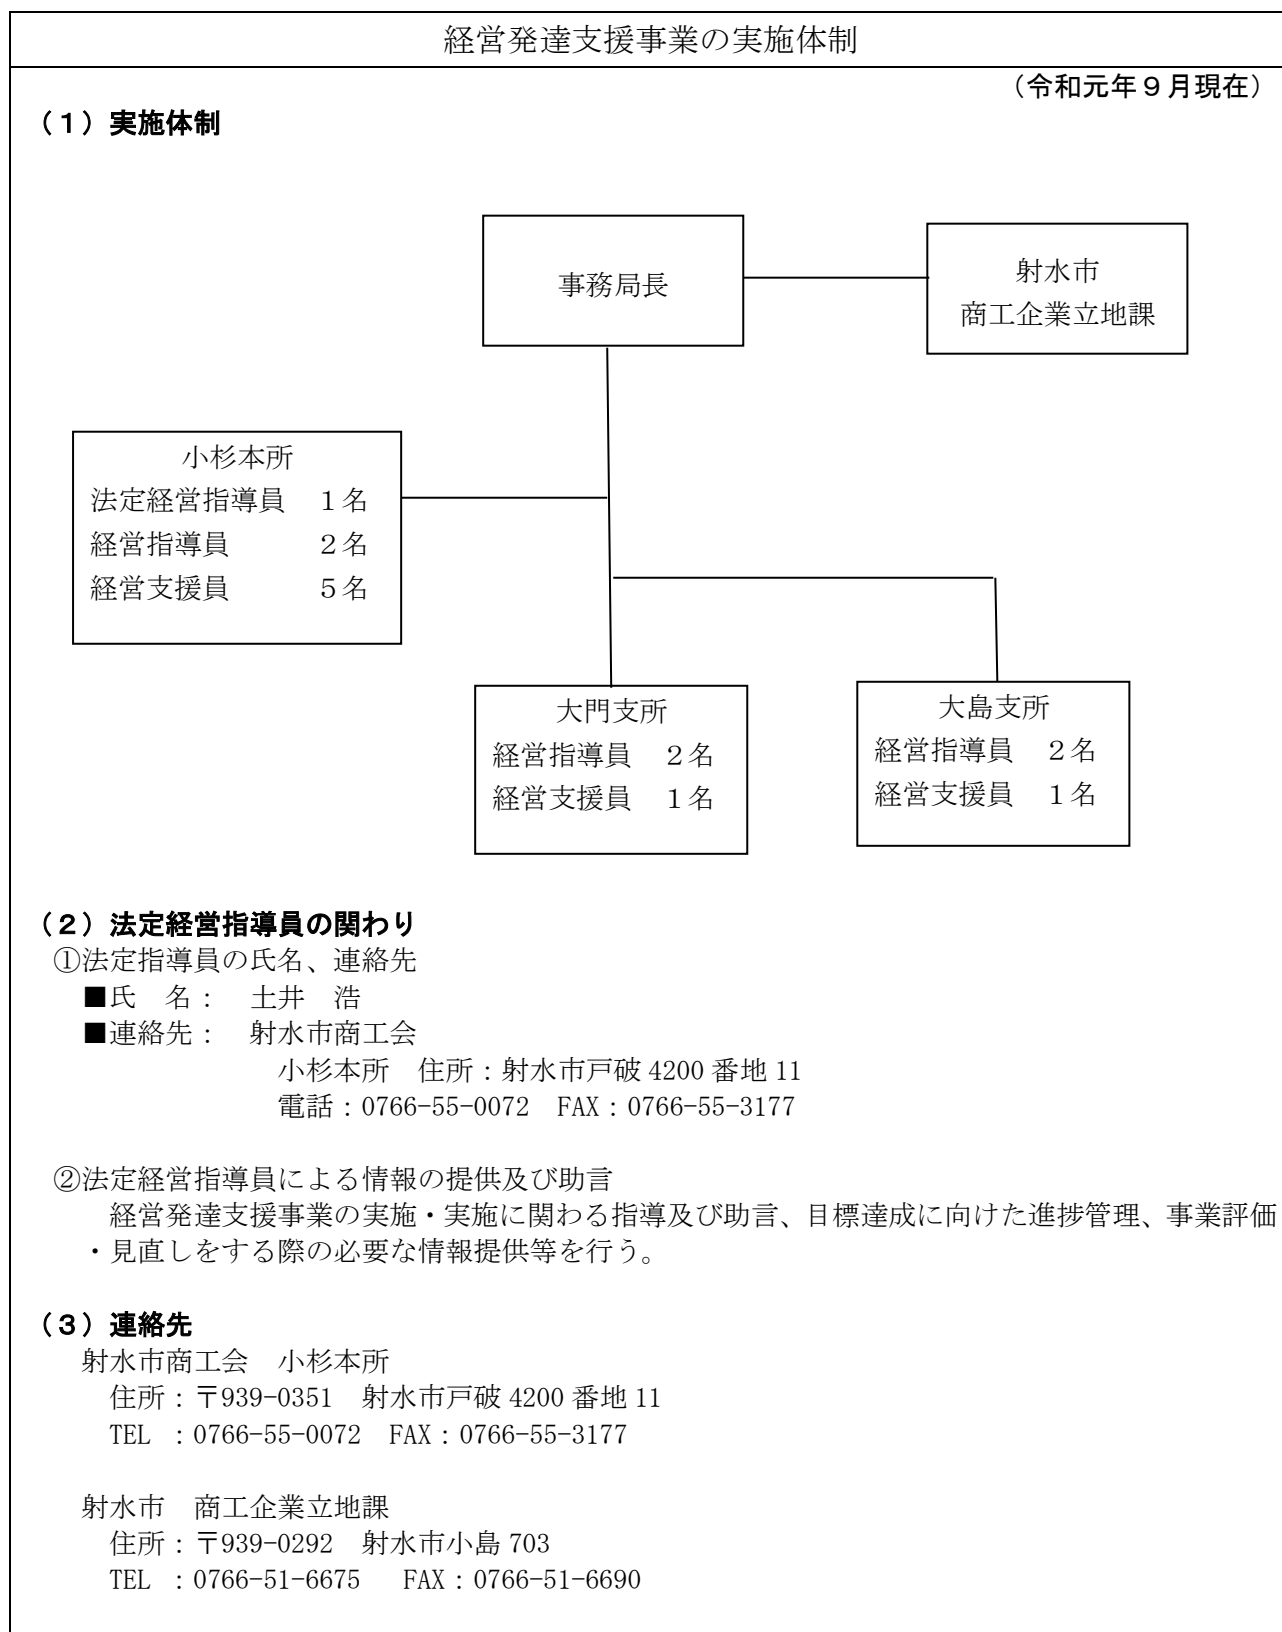 経営発達支援事業の実施体制
（令和元年９月現在）
（１）実施体制
事務局長
射水市
商工企業立地課
小杉本所
法定経営指導員　１名
経営指導員　　　２名
経営支援員　　　５名
大門支所
経営指導員　２名
経営支援員　１名
大島支所
経営指導員　２名
経営支援員　１名
（２）法定経営指導員の関わり
①法定指導員の氏名、連絡先
■氏　名：　土井　浩
■連絡先：　射水市商工会
小杉本所　住所：射水市戸破 4200 番地 11
電話：0766-55-0072　FAX：0766-55-3177
②法定経営指導員による情報の提供及び助言
経営発達支援事業の実施・実施に関わる指導及び助言、目標達成に向けた進捗管理、事業評価
・見直しをする際の必要な情報提供等を行う。
（３）連絡先
射水市商工会　小杉本所
住所：〒939-0351　射水市戸破 4200 番地 11
TEL ：0766-55-0072　FAX：0766-55-3177
射水市　商工企業立地課
住所：〒939-0292　射水市小島 703
TEL ：0766-51-6675　 FAX：0766-51-6690